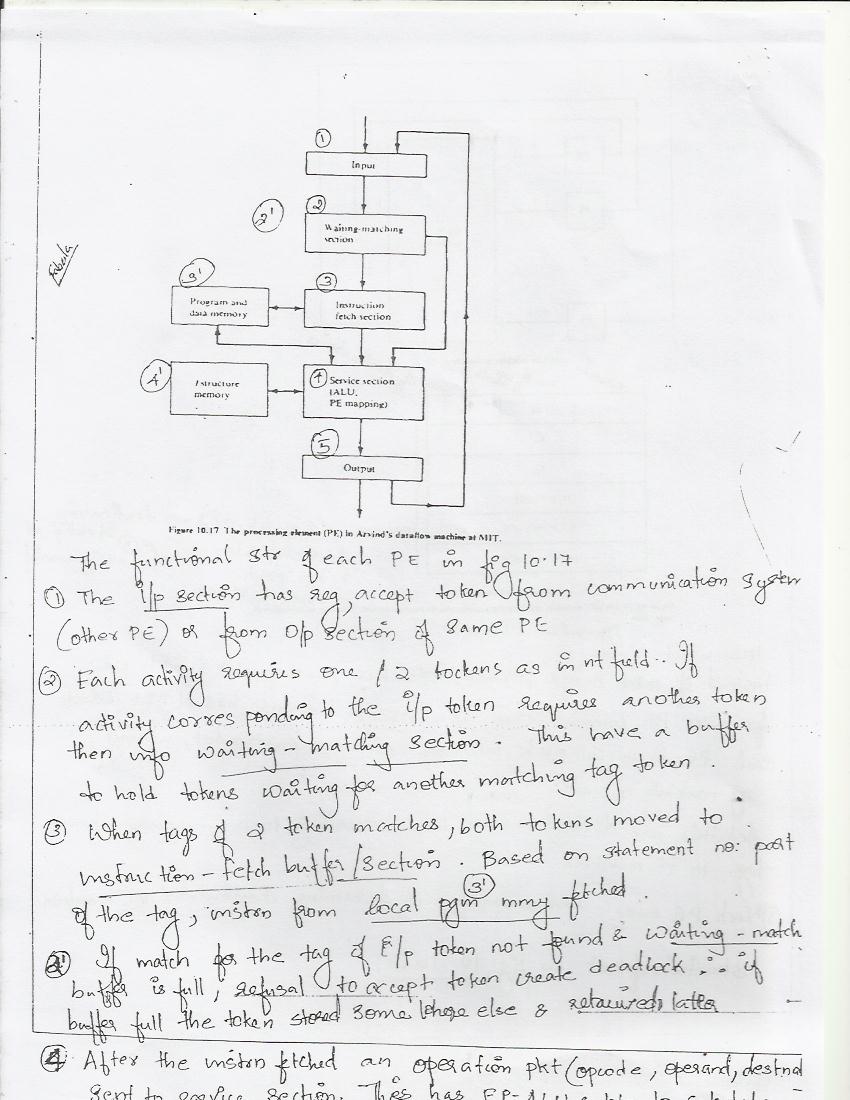 1
Input
2'
2
Waiting-matching
section
3'
3
Program and
data memory
Instruction
fetch section
4'
I structure
memory
4
Service section
(ALU,
PE mapping)
5
Output
Figure 10.17 The processing element (PE) in Arvind's dataflow machine at MIT.
The functional str of each PE in fig 10.17
① The i/p section has reg, accept token from communication system
(other PE) or from o/p section of same PE
② Each activity requires one / 2 tockens as in nt field.. If
activity corresponding to the i/p token requires another token
then info waiting - matching section. This have a buffer
to hold tokens waiting for another matching tag token.
③ When tags of 2 token matches, both tokens moved to
instruction - fetch buffer / section. Based on statement no: part
3'
of the tag, instrn from local pgm mmy fetched.
2' If match for the tag of i/p token not found & waiting - match
buffer is full, refusal to accept token create deadlock ∴ if
buffer full the token stored some where else & retained latter
④ After the instrn fetched an operation pkt (opcode, operand, destnat
sent to service section. This has